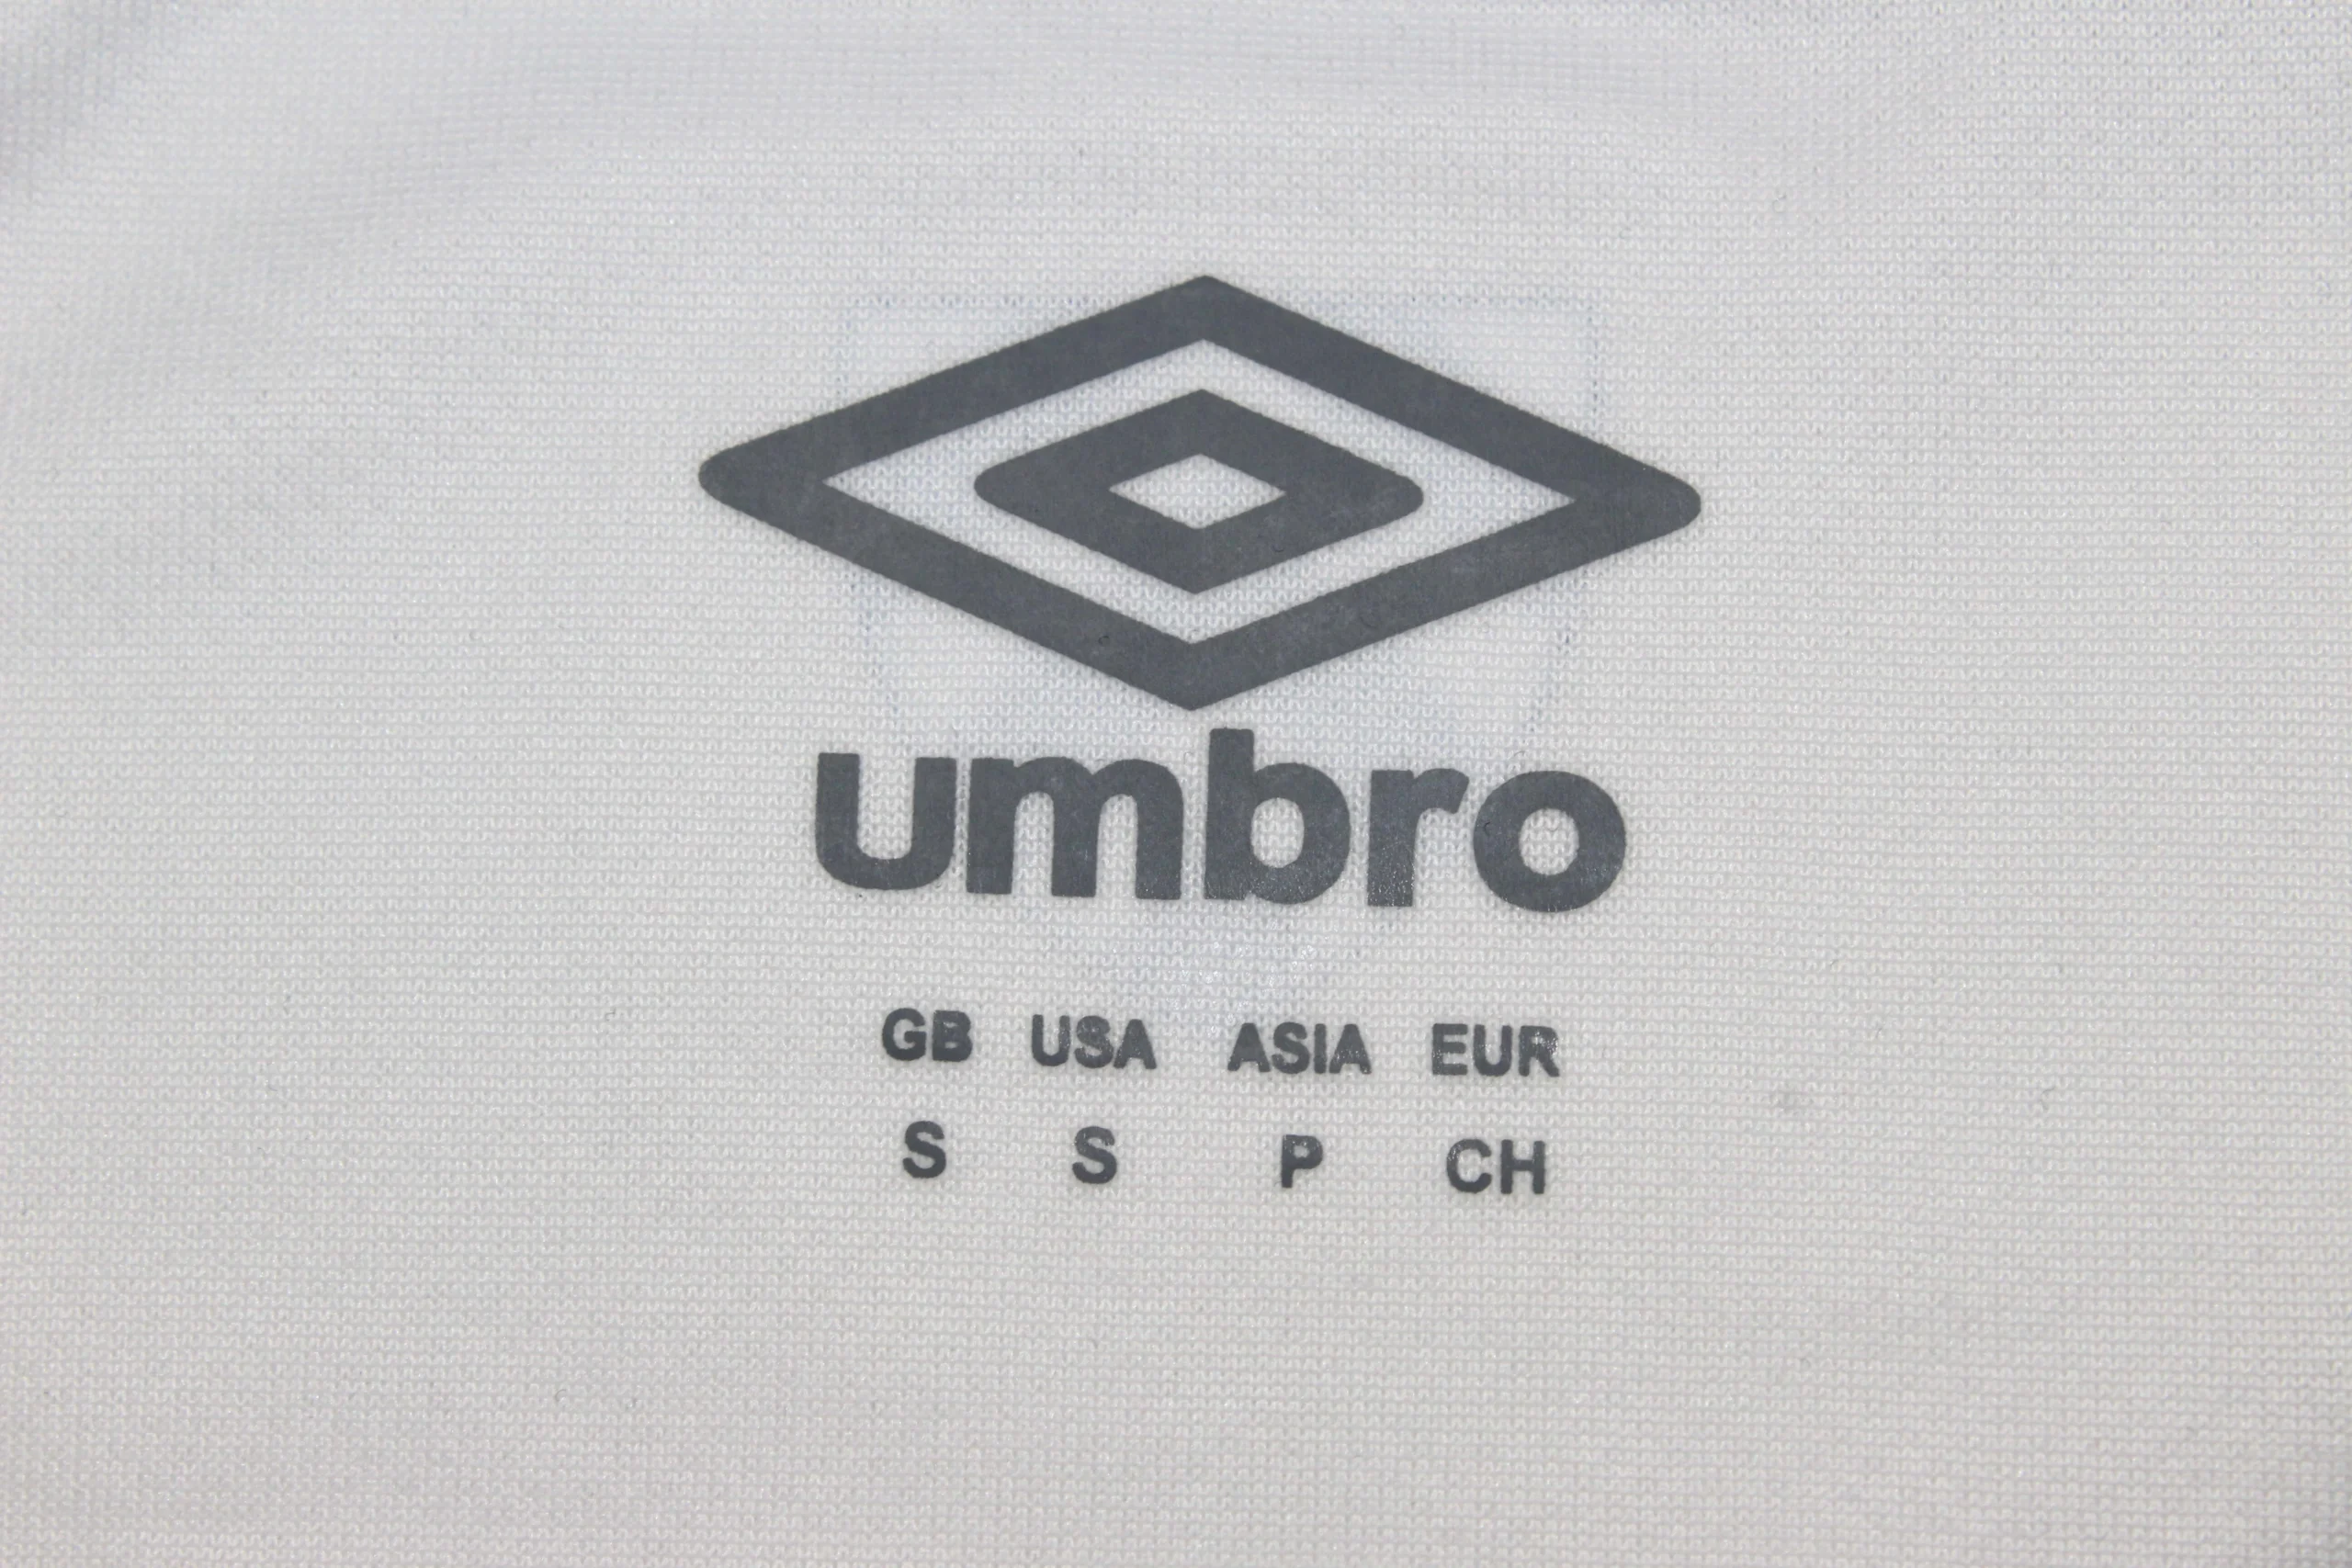 umbro
GB USA ASIA EUR
S S P CH